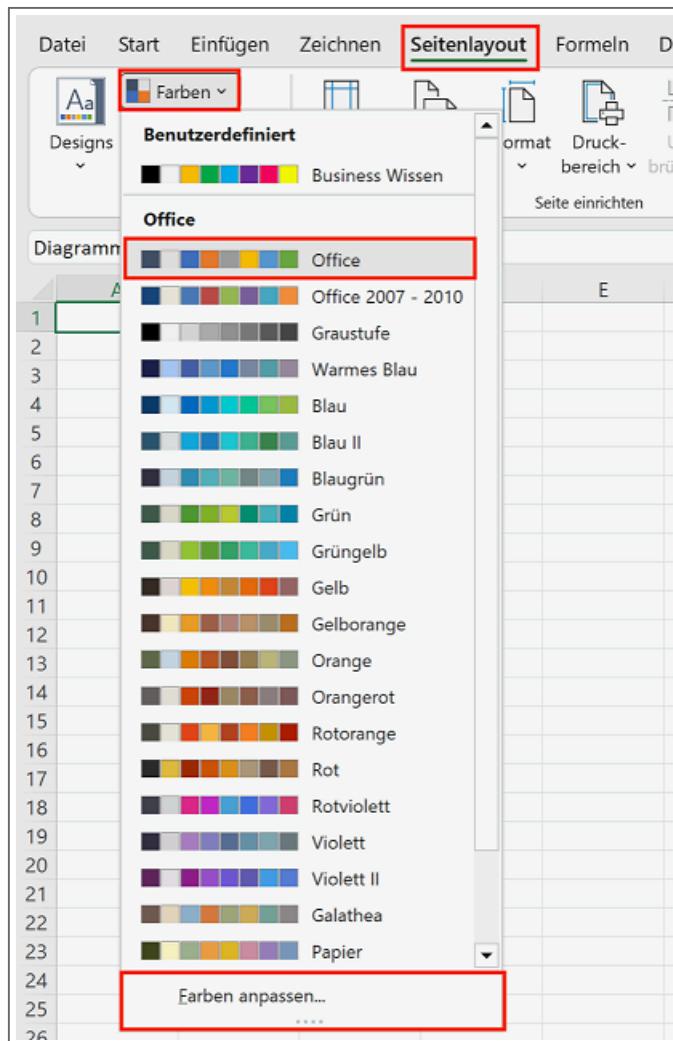 Datei Start Einfügen Zeichnen Seitenlayout Formeln D
Aa Farben
Designs Druck-
bereich
Seite einrichten
Benutzerdefiniert
Business Wissen
Office
Office
Office 2007 - 2010
Graustufe
Warmes Blau
Blau
Blau II
Blaugrün
Grün
Grüngelb
Gelb
Gelborange
Orange
Orangerot
Rotorange
Rot
Rotviolett
Violett
Violett II
Galathea
Papier
Farben anpassen...
E
1
2
3
4
5
6
7
8
9
10
11
12
13
14
15
16
17
18
19
20
21
22
23
24
25
26